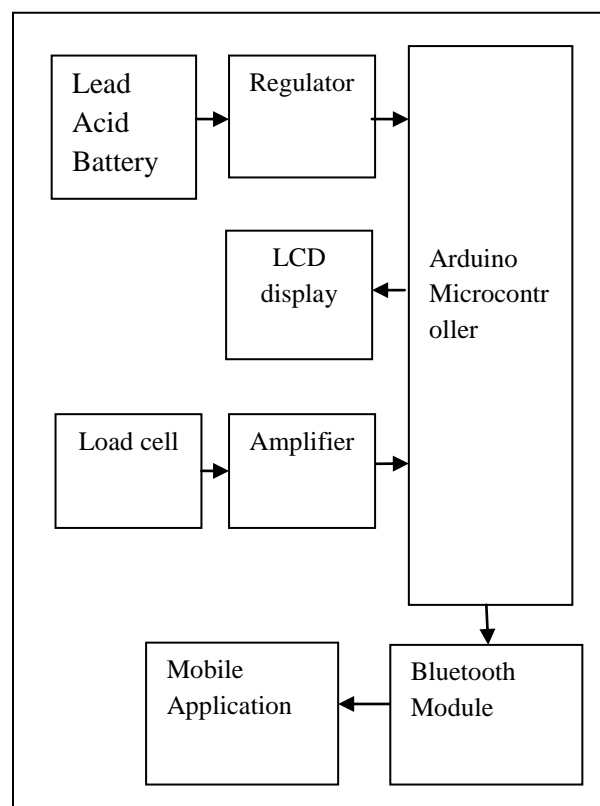 Lead
Acid
Battery
Regulator
LCD
display
Arduino
Microcontr
oller
Load cell
Amplifier
Mobile
Application
Bluetooth
Module